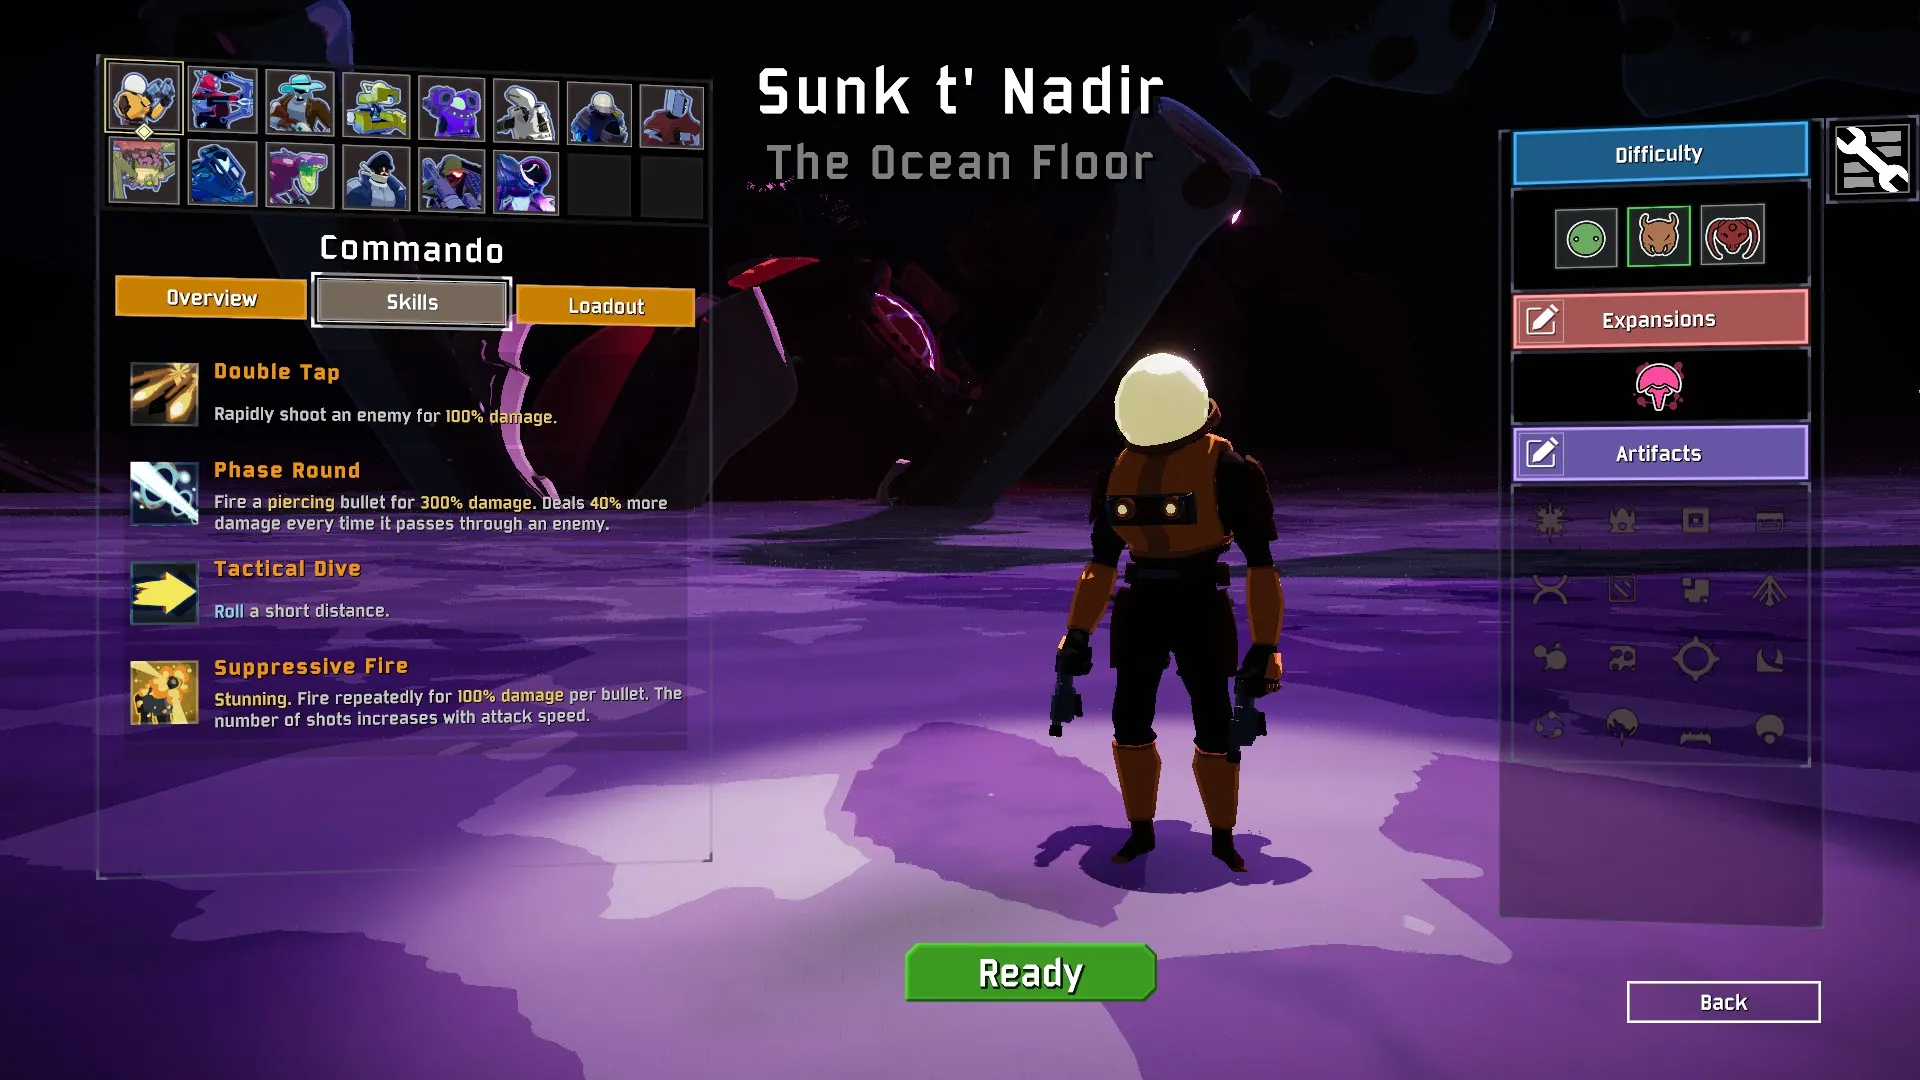 Sunk t' Nadir
The Ocean Floor
Commando
Overview
Skills
Loadout
Double Tap
Rapidly shoot an enemy for 100% damage.
Phase Round
Fire a piercing bullet for 300% damage. Deals 40% more
damage every time it passes through an enemy.
Tactical Dive
Roll a short distance.
Suppressive Fire
Stunning. Fire repeatedly for 100% damage per bullet. The
number of shots increases with attack speed.
Difficulty
Expansions
Artifacts
Ready
Back